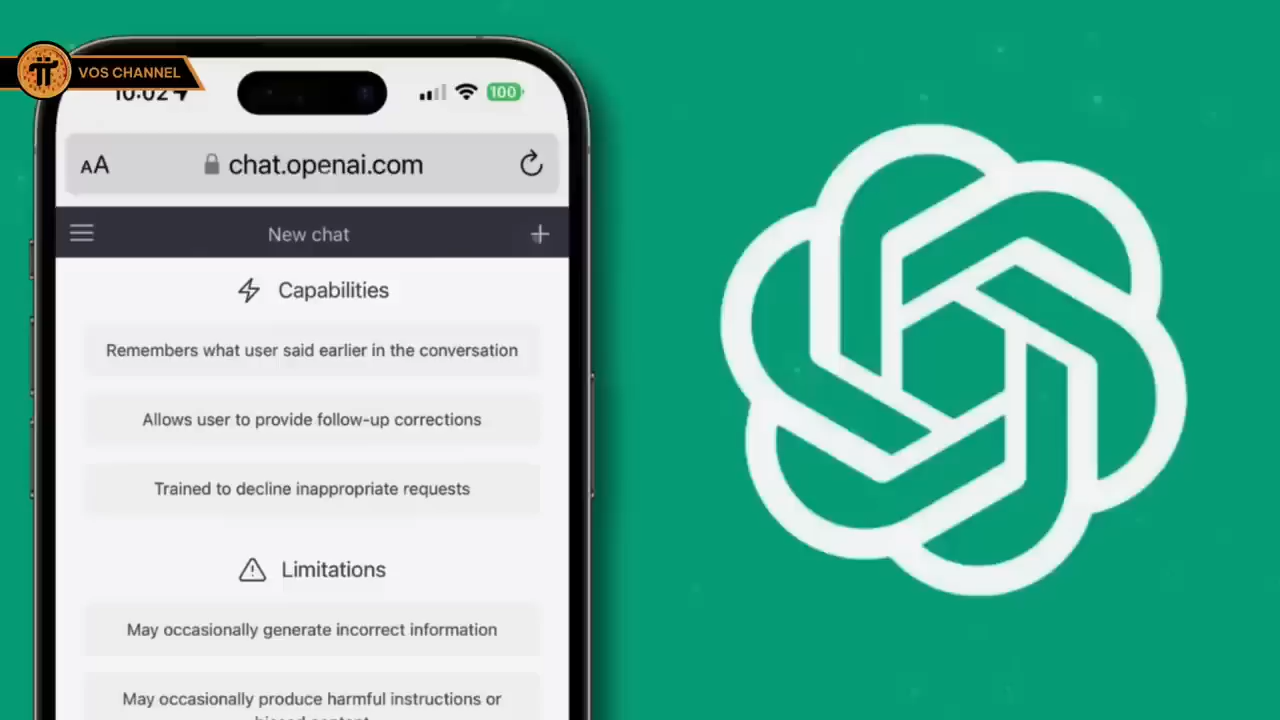 VOS CHANNEL
10:02
100
AA
chat.openai.com
New chat
Capabilities
Remembers what user said earlier in the conversation
Allows user to provide follow-up corrections
Trained to decline inappropriate requests
Limitations
May occasionally generate incorrect information
May occasionally produce harmful instructions or